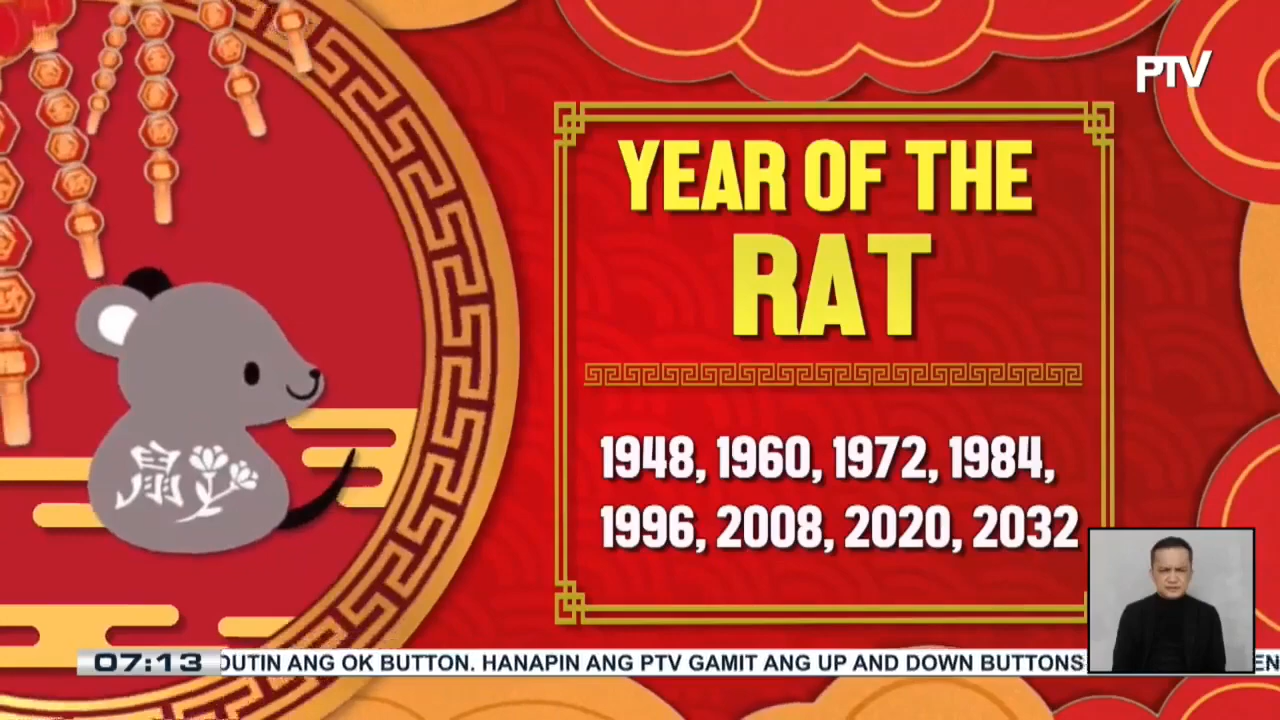 PTV
YEAR OF THE
RAT
1948, 1960, 1972, 1984,
1996, 2008, 2020, 2032
鼠
07:13
OUTIN ANG OK BUTTON. HANAPIN ANG PTV GAMIT ANG UP AND DOWN BUTTONS